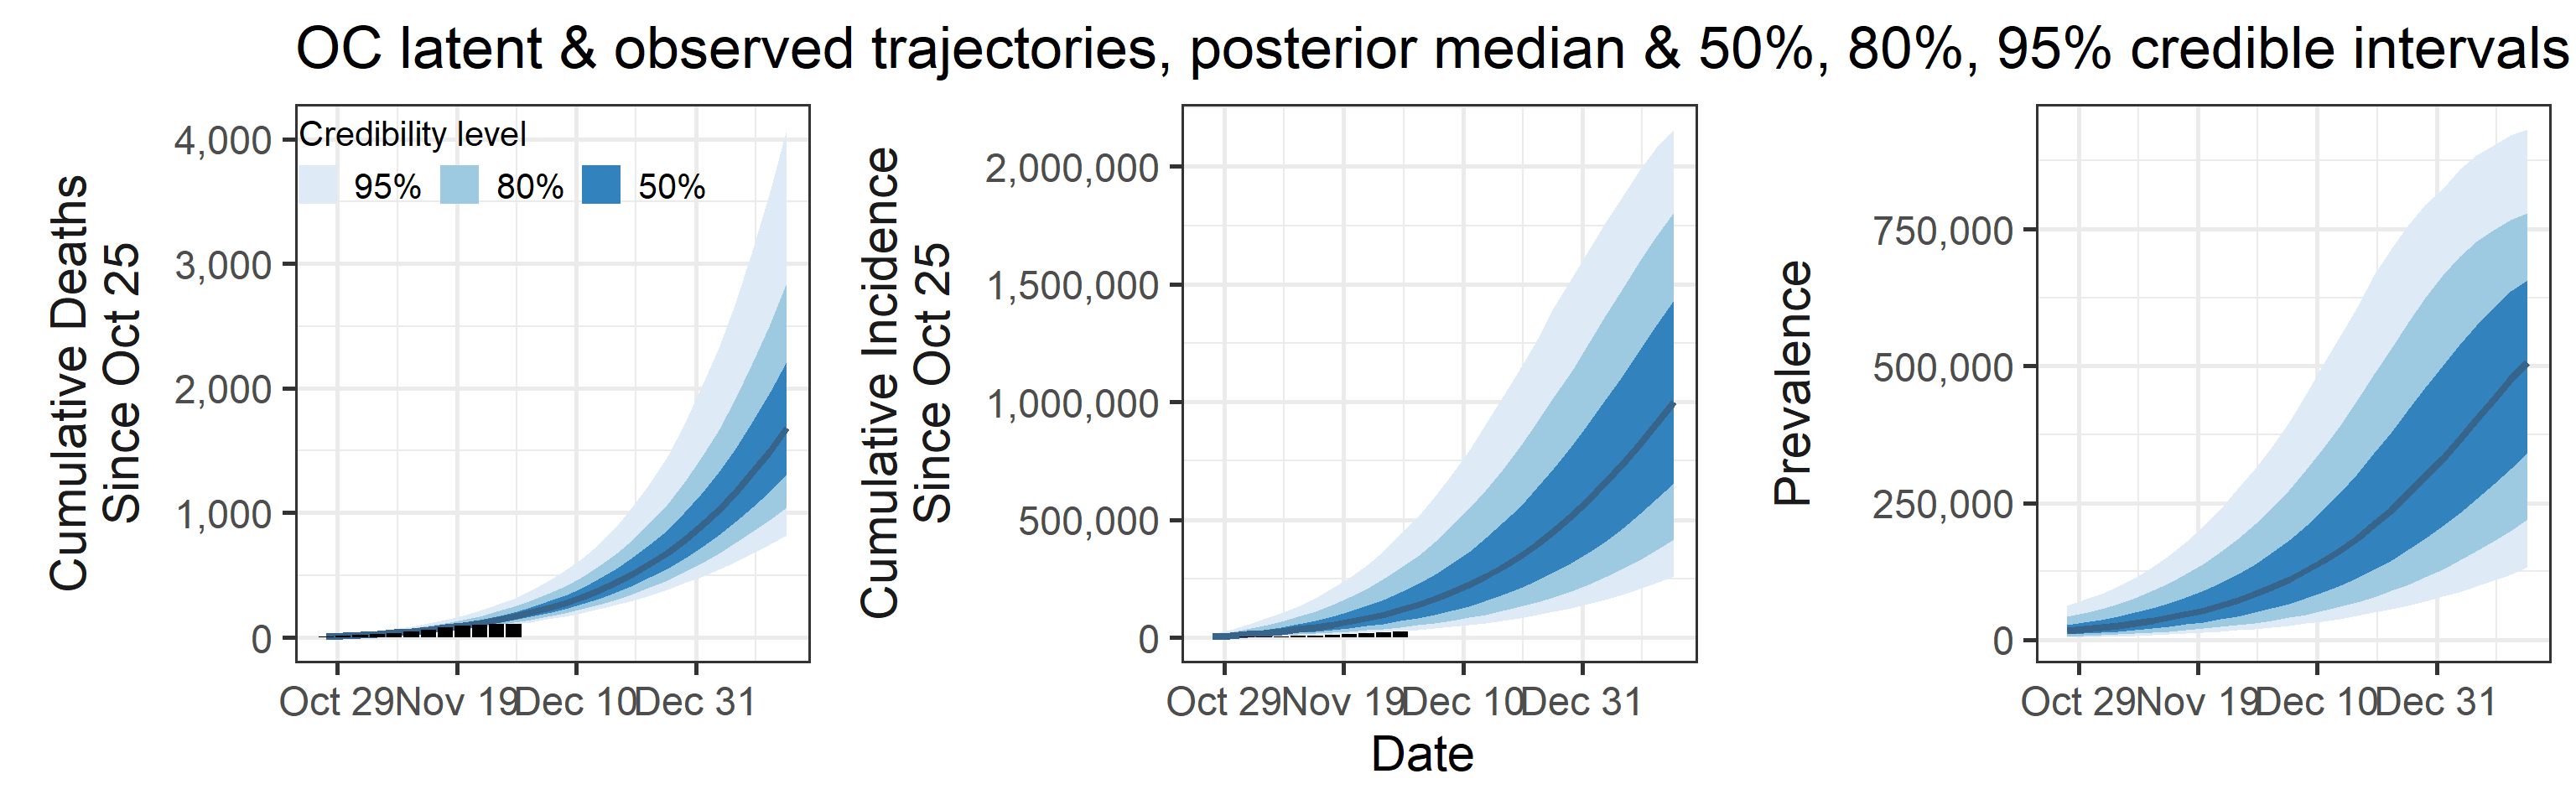 OC latent & observed trajectories, posterior median & 50%, 80%, 95% credible intervals
Cumulative Deaths
Since Oct 25
4,000
3,000
2,000
1,000
0
Credibility level
95% 80% 50%
Oct 29 Nov 19 Dec 10 Dec 31
Cumulative Incidence
Since Oct 25
2,000,000
1,500,000
1,000,000
500,000
0
Oct 29 Nov 19 Dec 10 Dec 31
Prevalence
750,000
500,000
250,000
0
Oct 29 Nov 19 Dec 10 Dec 31
Date